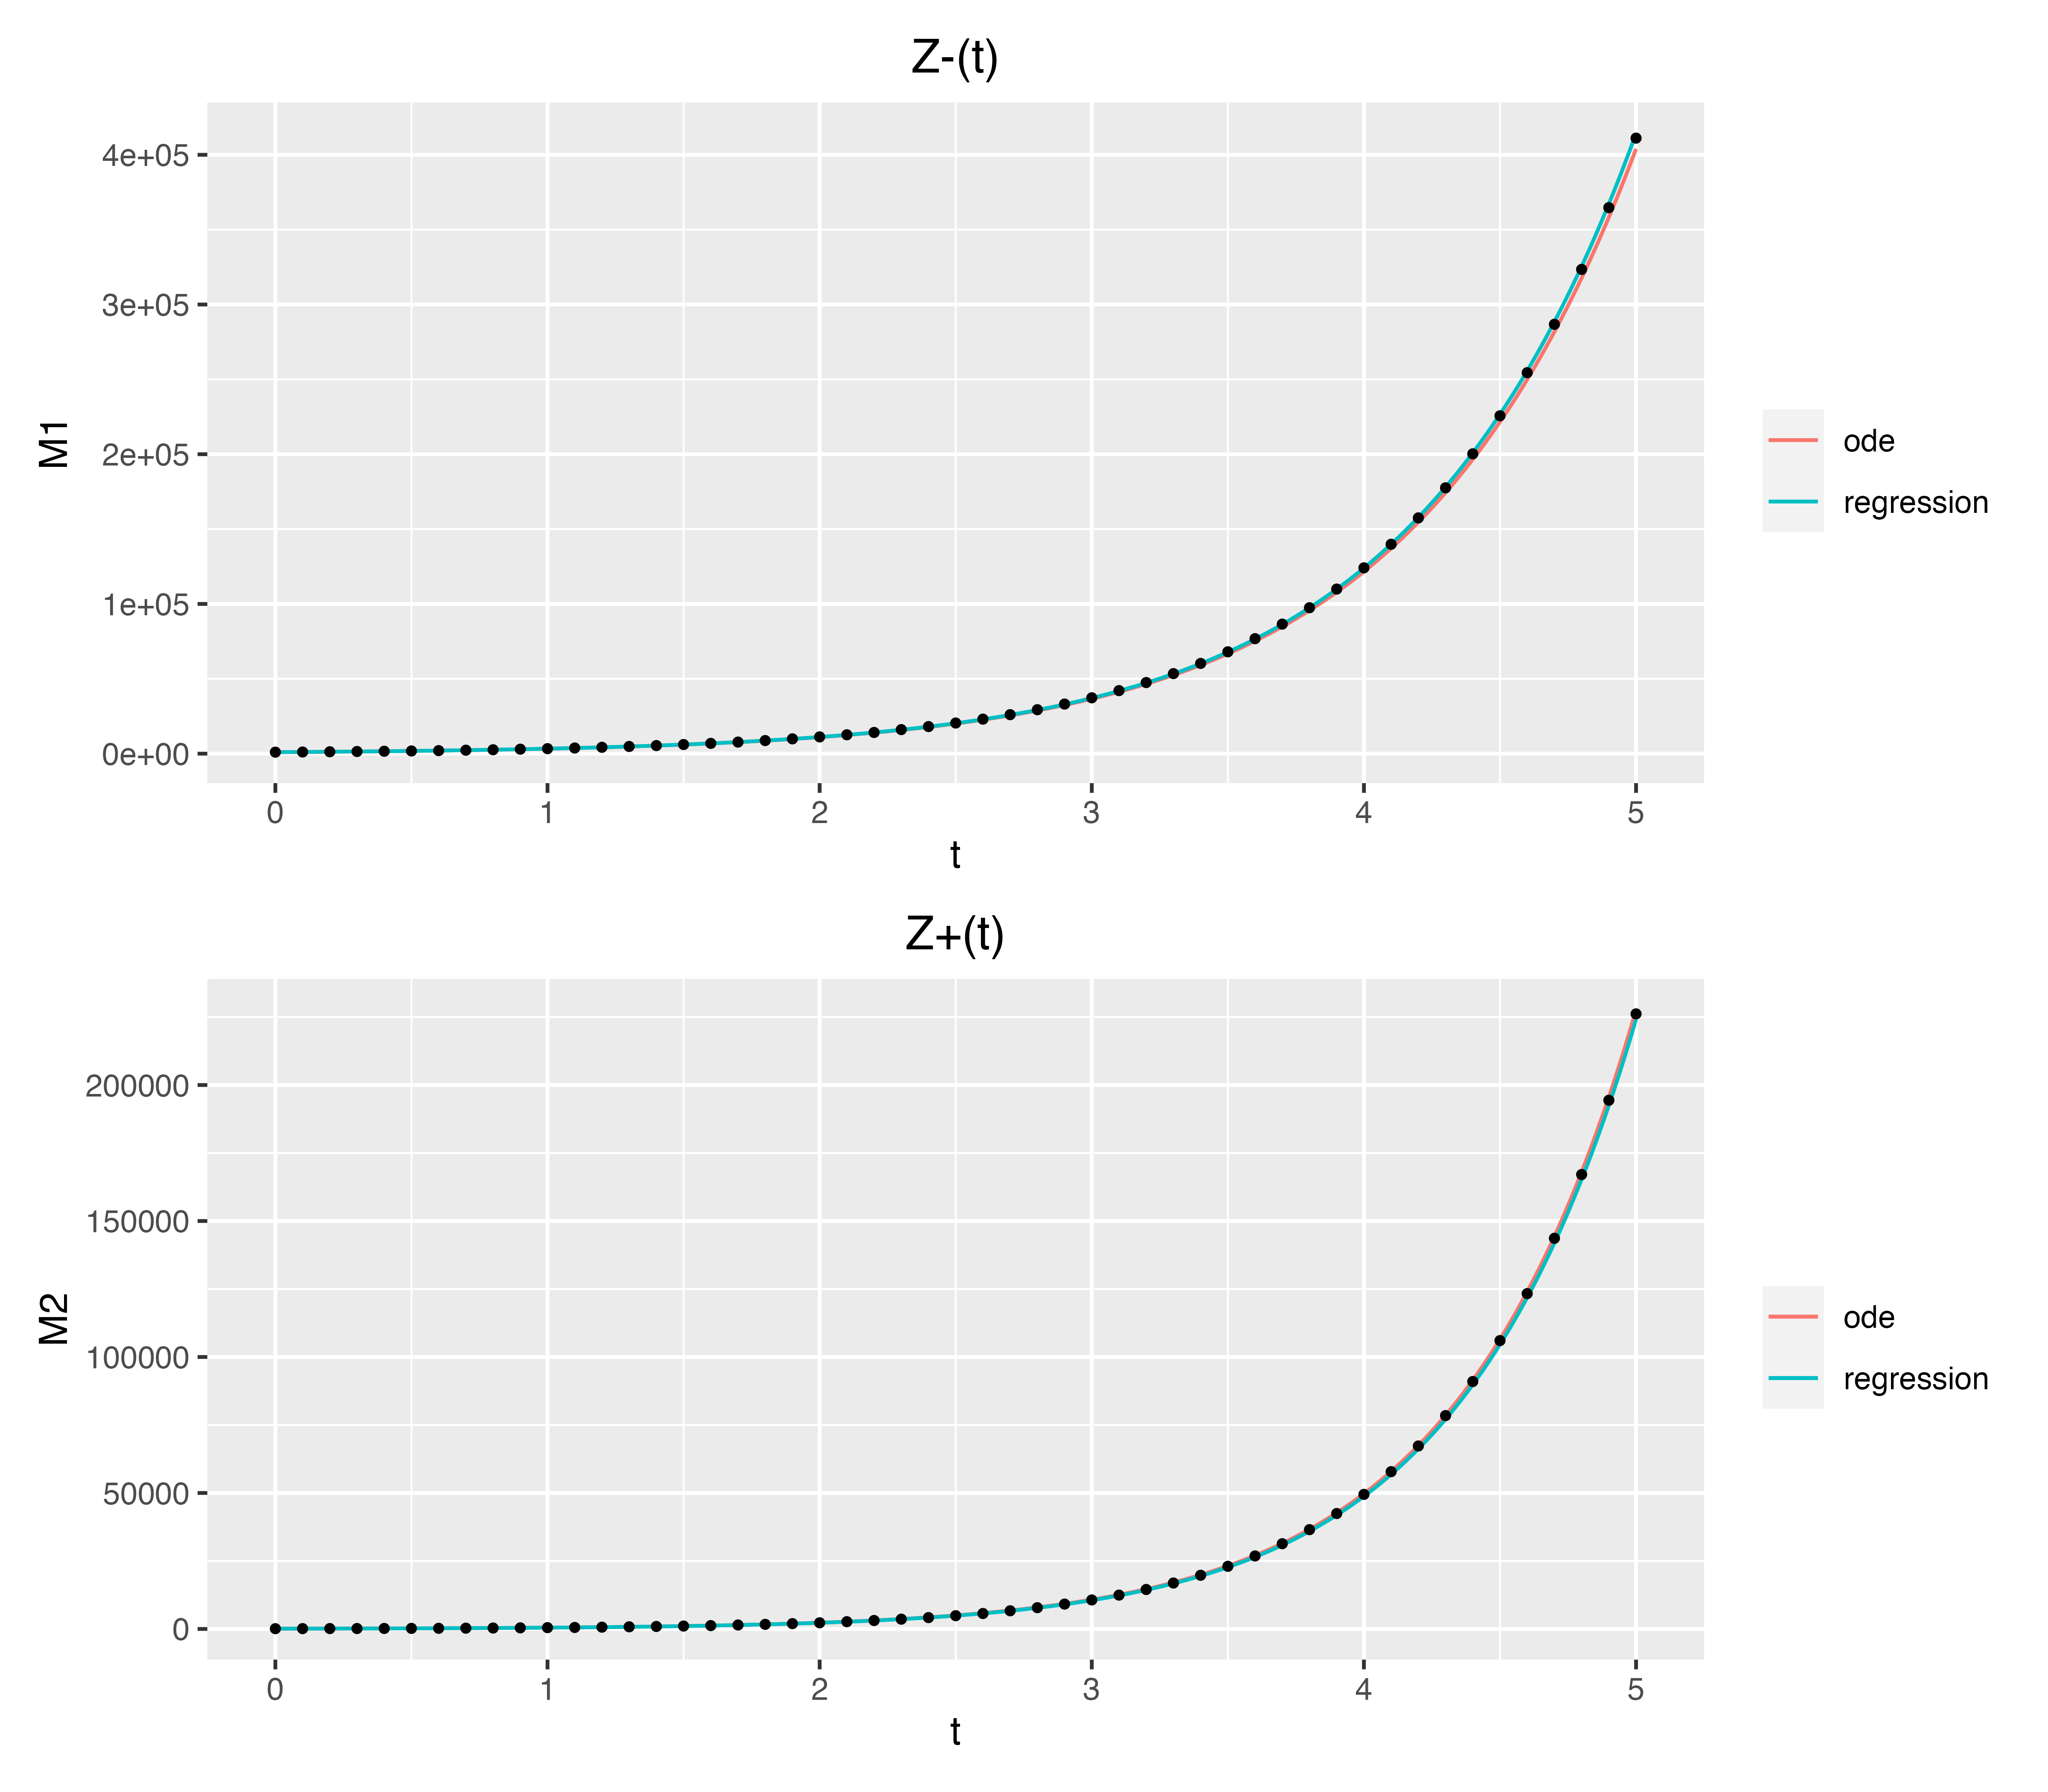 Z-(t)
M1
4e+05
3e+05
2e+05
1e+05
0e+00
0 1 2 3 4 5
t
ode
regression
Z+(t)
M2
200000
150000
100000
50000
0
0 1 2 3 4 5
t
ode
regression